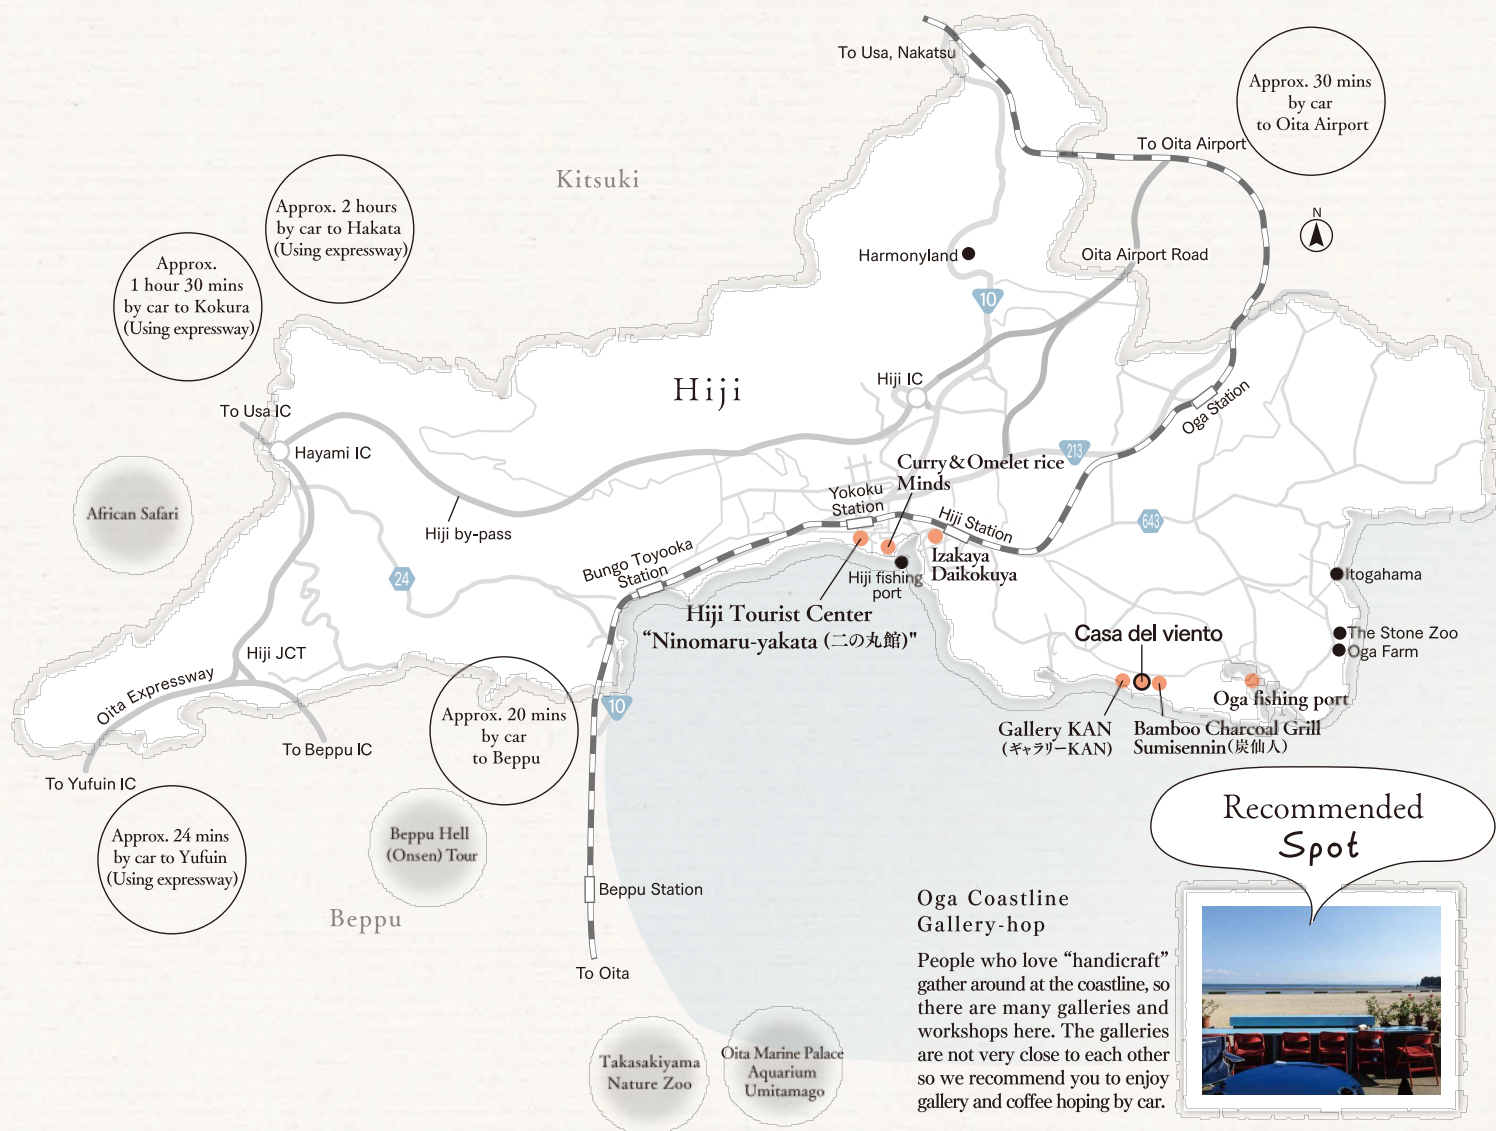 To Usa, Nakatsu
Approx. 30 mins
by car
to Oita Airport
To Oita Airport
Kitsuki
Approx. 2 hours
by car to Hakata
(Using expressway)
N
Approx.
1 hour 30 mins
by car to Kokura
(Using expressway)
Harmonyland
Oita Airport Road
10
Hiji
Hiji IC
To Usa IC
Oga Station
Hayami IC
213
Curry&Omelet rice
Minds
Yokoku
Station
African Safari
Hiji by-pass
Hiji Station
643
Bungo Toyooka
Station
24
Izakaya
Daikokuya
Hiji fishing
port
Itogahama
Hiji Tourist Center
“Ninomaru-yakata (二の丸館)"
Casa del viento
The Stone Zoo
Oga Farm
Hiji JCT
Oita Expressway
Oga fishing port
10
Approx. 20 mins
by car
to Beppu
Gallery KAN
(ギャラリーKAN)
Bamboo Charcoal Grill
Sumisennin(炭仙人)
To Beppu IC
To Yufuin IC
Approx. 24 mins
by car to Yufuin
(Using expressway)
Beppu Hell
(Onsen) Tour
Recommended
Spot
Beppu Station
Beppu
Oga Coastline
Gallery-hop
People who love “handicraft”
gather around at the coastline, so
there are many galleries and
workshops here. The galleries
are not very close to each other
so we recommend you to enjoy
gallery and coffee hoping by car.
To Oita
Takasakiyama
Nature Zoo
Oita Marine Palace
Aquarium
Umitamago